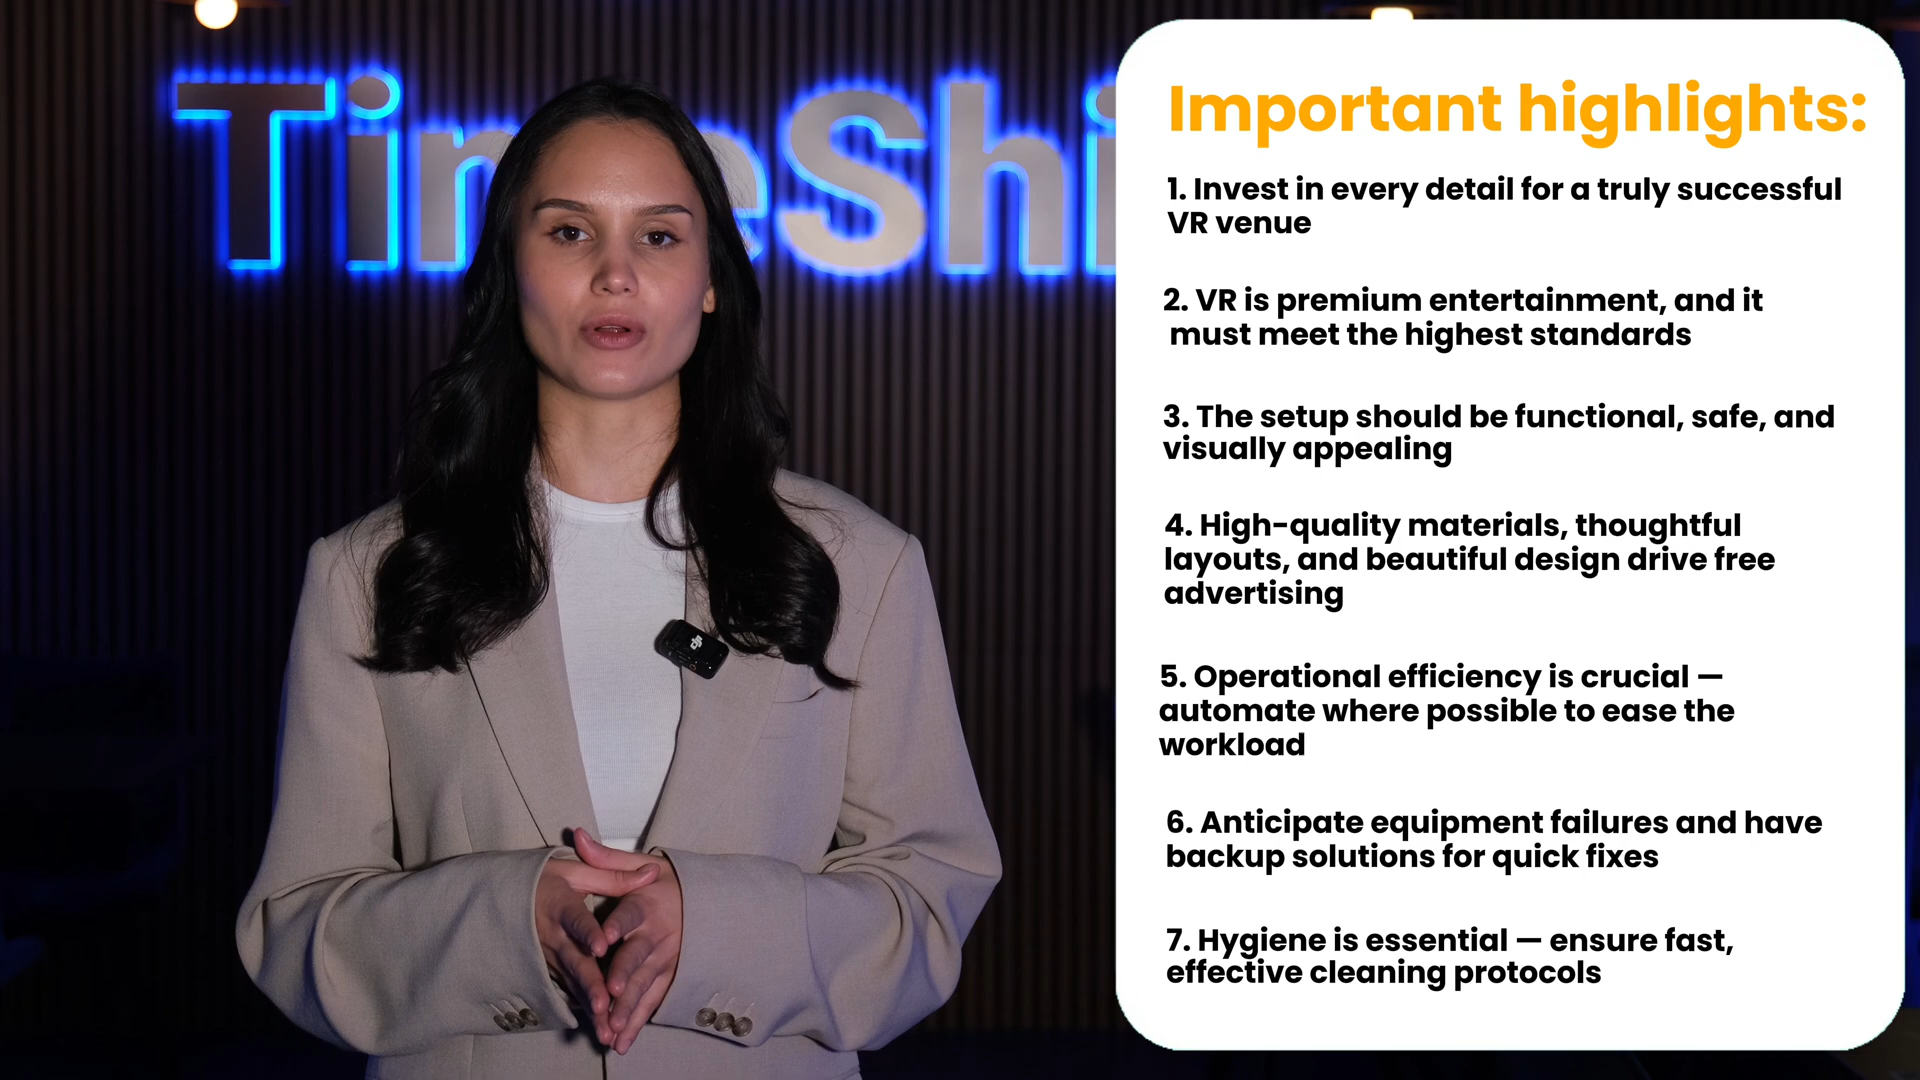 TimeShi
Important highlights:
1. Invest in every detail for a truly successful
VR venue
2. VR is premium entertainment, and it
must meet the highest standards
3. The setup should be functional, safe, and
visually appealing
4. High-quality materials, thoughtful
layouts, and beautiful design drive free
advertising
5. Operational efficiency is crucial —
automate where possible to ease the
workload
6. Anticipate equipment failures and have
backup solutions for quick fixes
7. Hygiene is essential — ensure fast,
effective cleaning protocols
dji